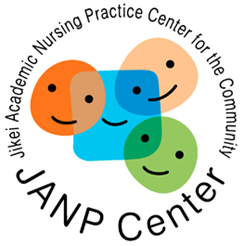 Jikei Academic Nursing Practice Center for the Community
JANP Center